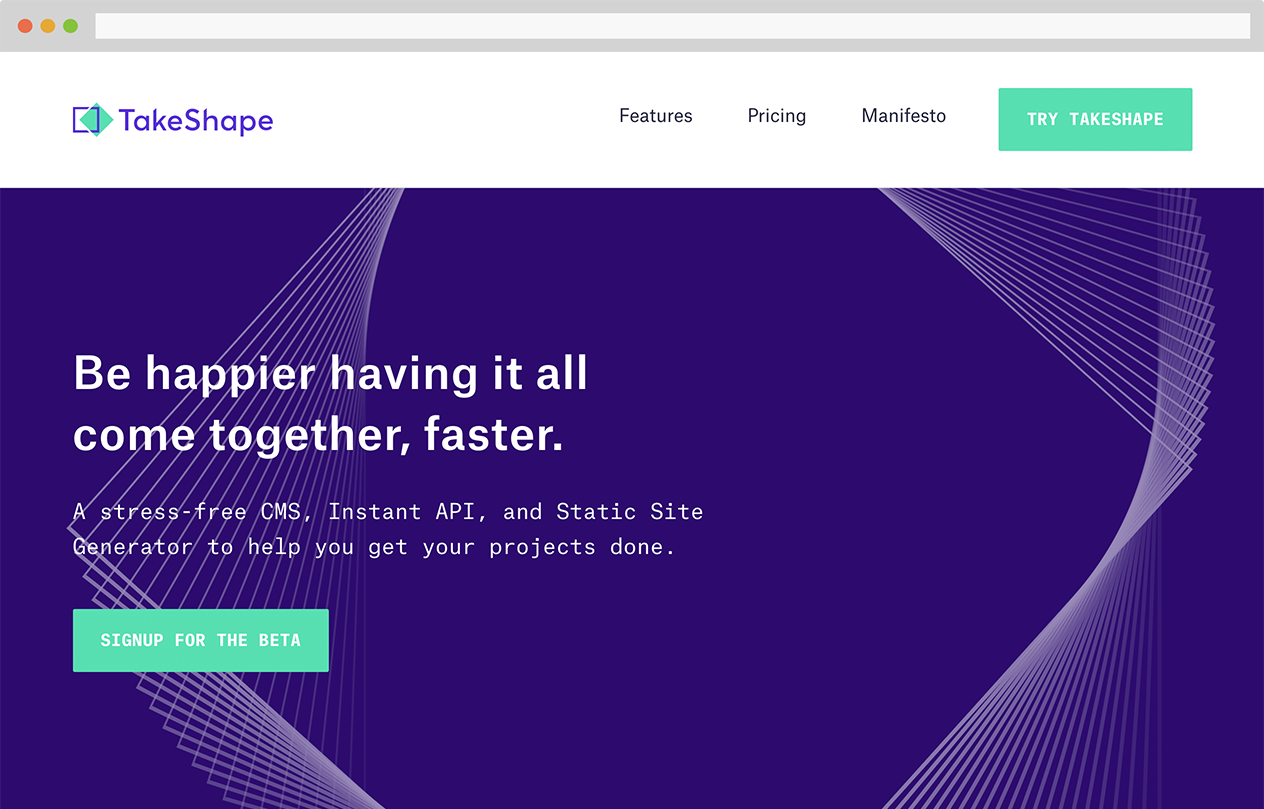 TakeShape
Features
Pricing
Manifesto
TRY TAKESHAPE
Be happier having it all
come together, faster.
A stress-free CMS, Instant API, and Static Site
Generator to help you get your projects done.
SIGNUP FOR THE BETA